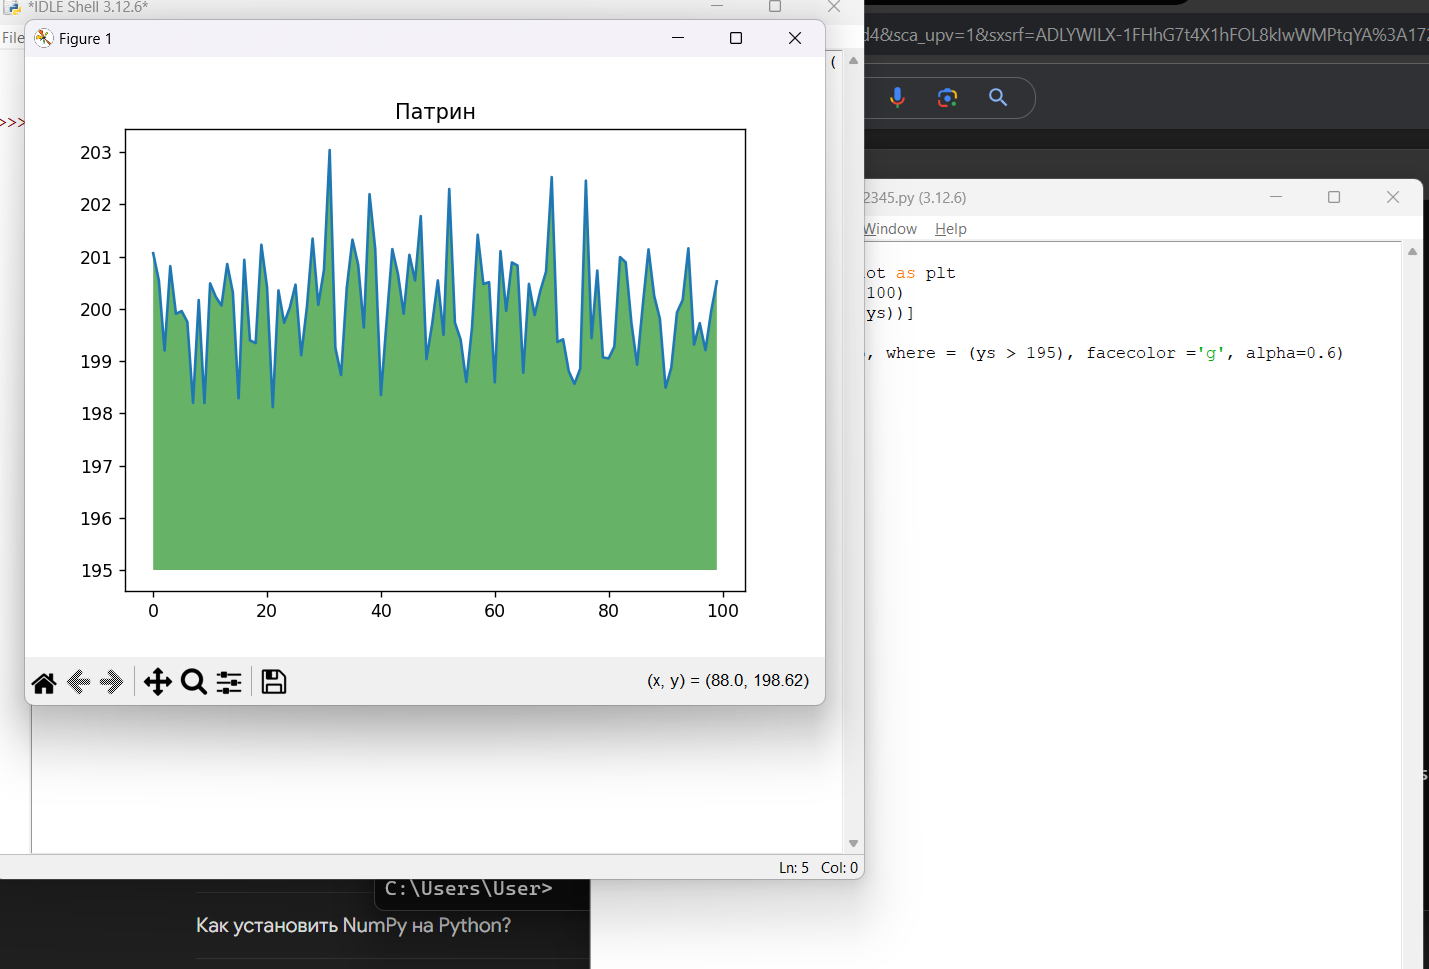 *IDLE Shell 3.12.6*
File
Figure 1
(
>>>
Патрин
203
202
201
200
199
198
197
196
195
0
20
40
60
80
100
(x, y) = (88.0, 198.62)
Ln: 5 Col: 0
d4&sca_upv=1&sxsrf=ADLYWILX-1FHhG7t4X1hFOL8klwWMPtqYA%3A172
2345.py (3.12.6)
Window Help
ot as plt
100)
ys))]
, where = (ys > 195), facecolor ='g', alpha=0.6)
C:\Users\User>
Как установить NumPy на Python?